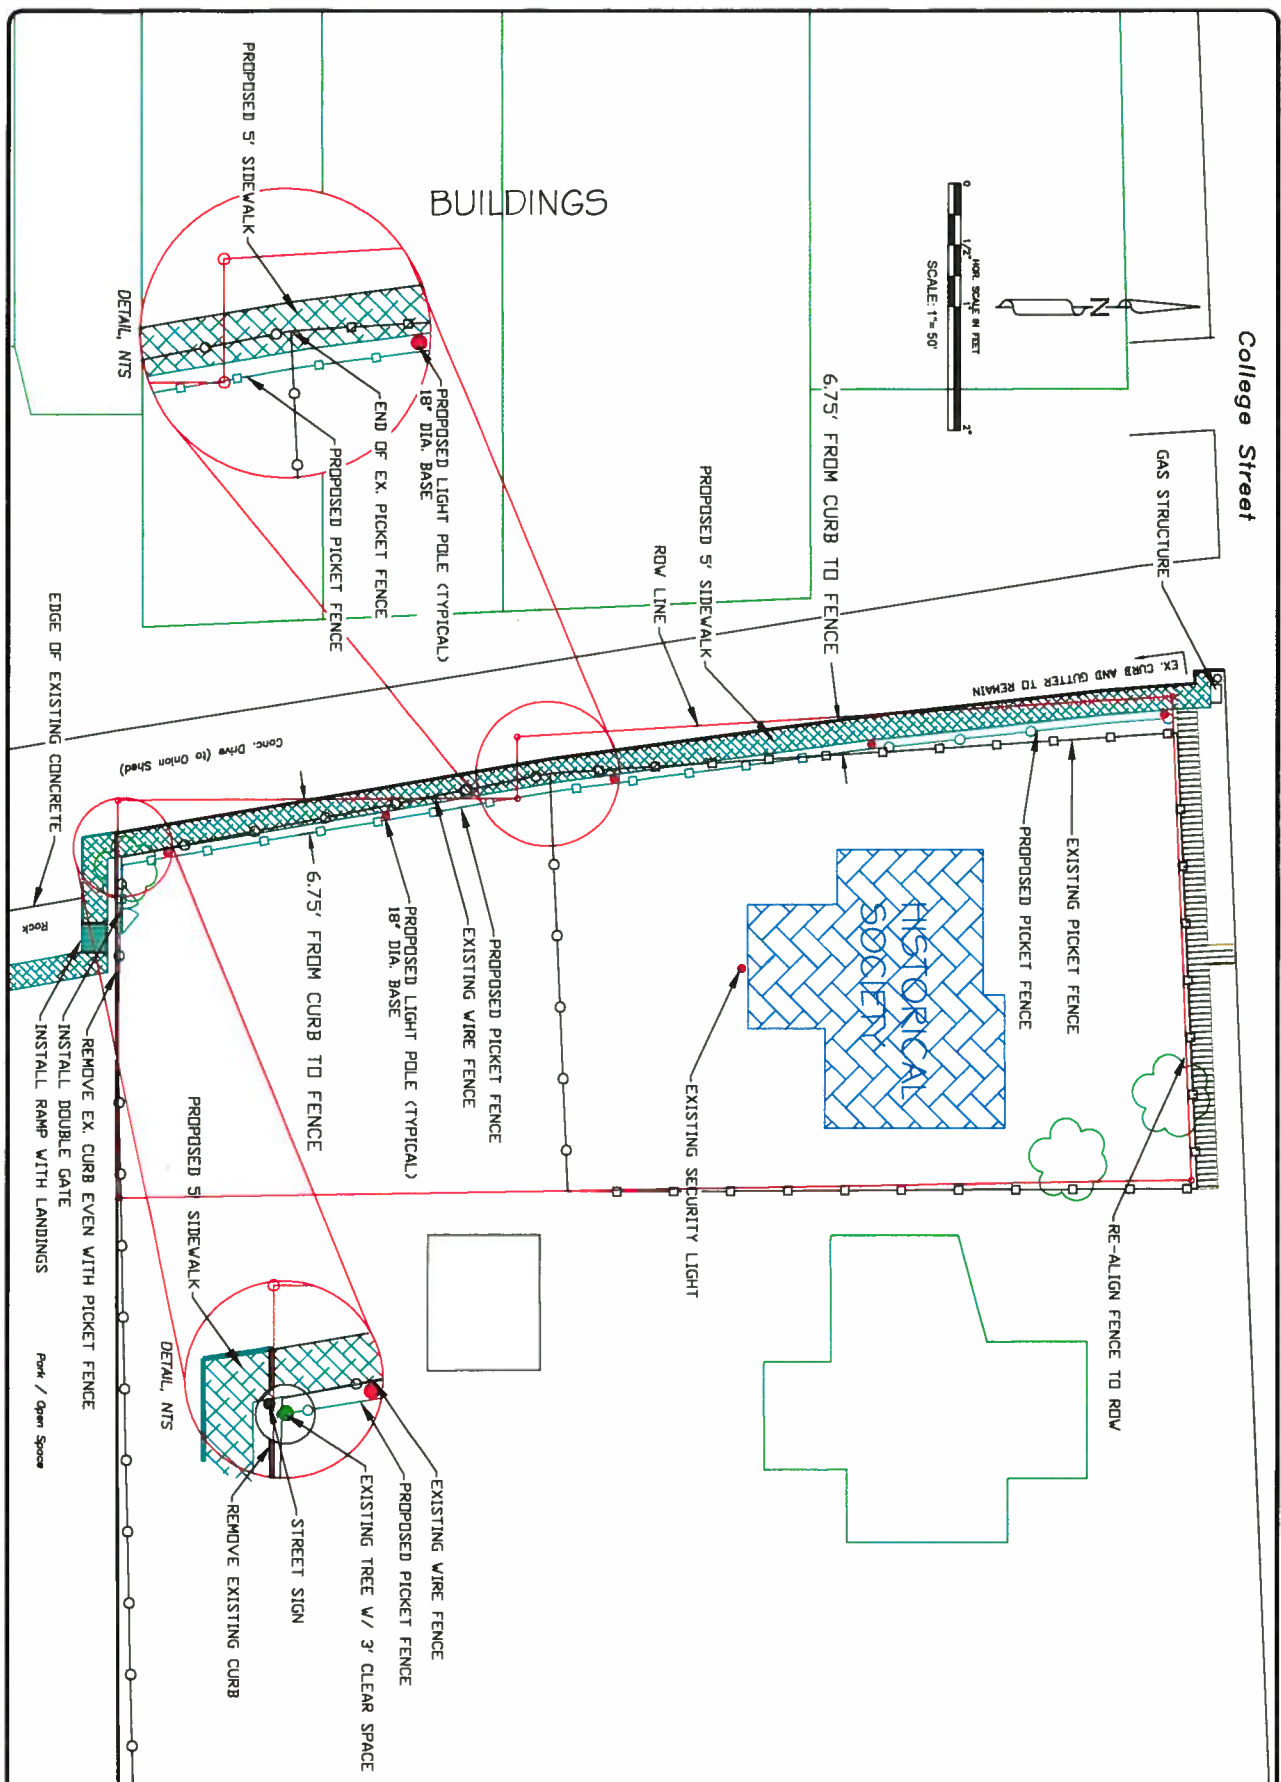 College Street
GAS STRUCTURE
0
1/2"
1"
2"
HOR. SCALE IN FEET
SCALE: 1"= 50'
N
BUILDINGS
PROPOSED 5' SIDEWALK
DETAIL, NTS
PROPOSED LIGHT POLE (TYPICAL)
18" DIA. BASE
END OF EX. PICKET FENCE
PROPOSED PICKET FENCE
6.75' FROM CURB TO FENCE
PROPOSED 5' SIDEWALK
ROW LINE
EX. CURB AND GUTTER TO REMAIN
Conc. Drive (to Onion Shed)
EDGE OF EXISTING CONCRETE
EXISTING PICKET FENCE
PROPOSED PICKET FENCE
HISTORICAL
SOCIETY
EXISTING SECURITY LIGHT
RE-ALIGN FENCE TO ROW
PROPOSED PICKET FENCE
EXISTING WIRE FENCE
PROPOSED LIGHT POLE (TYPICAL)
18" DIA. BASE
6.75' FROM CURB TO FENCE
Rock
REMOVE EX. CURB EVEN WITH PICKET FENCE
INSTALL DOUBLE GATE
INSTALL RAMP WITH LANDINGS
Park / Open Space
PROPOSED 5' SIDEWALK
DETAIL, NTS
EXISTING WIRE FENCE
PROPOSED PICKET FENCE
EXISTING TREE W/ 3' CLEAR SPACE
STREET SIGN
REMOVE EXISTING CURB